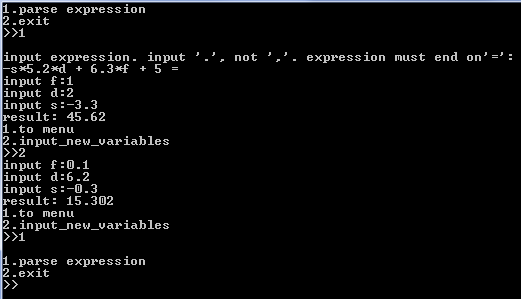 1.parse expression
2.exit
>>1
input expression. input '.', not ','. expression must end on'=':
-s*5.2*d + 6.3*f + 5 =
input f:1
input d:2
input s:-3.3
result: 45.62
1.to menu
2.input_new_variables
>>2
input f:0.1
input d:6.2
input s:-0.3
result: 15.302
1.to menu
2.input_new_variables
>>1
1.parse expression
2.exit
>>